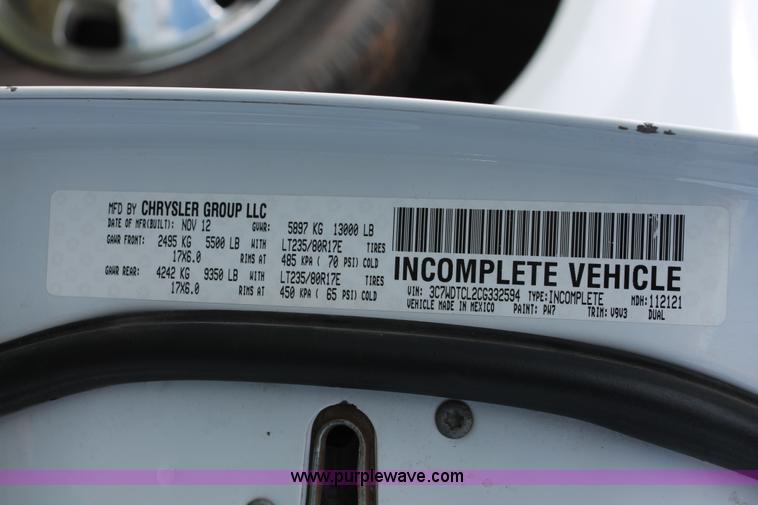 MFD BY CHRYSLER GROUP LLC
DATE OF MFR(BUILT): NOV 12 GVWR: 5897 KG 13000 LB
GAWR FRONT: 2495 KG 5500 LB WITH LT235/80R17E TIRES
17X6.0 RIMS AT 485 KPA ( 70 PSI) COLD
GAWR REAR: 4242 KG 9350 LB WITH LT235/80R17E TIRES
17X6.0 RIMS AT 450 KPA ( 65 PSI) COLD
INCOMPLETE VEHICLE
VIN: 3C7WDTCL2CG332594 TYPE: INCOMPLETE MDH: 112121
VEHICLE MADE IN MEXICO PAINT: PW7 TRIM: V9V3 DUAL
www.purplewave.com